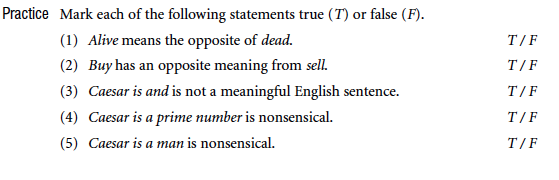 Practice Mark each of the following statements true (T) or false (F).
(1) Alive means the opposite of dead. T / F
(2) Buy has an opposite meaning from sell. T / F
(3) Caesar is and is not a meaningful English sentence. T / F
(4) Caesar is a prime number is nonsensical. T / F
(5) Caesar is a man is nonsensical. T / F